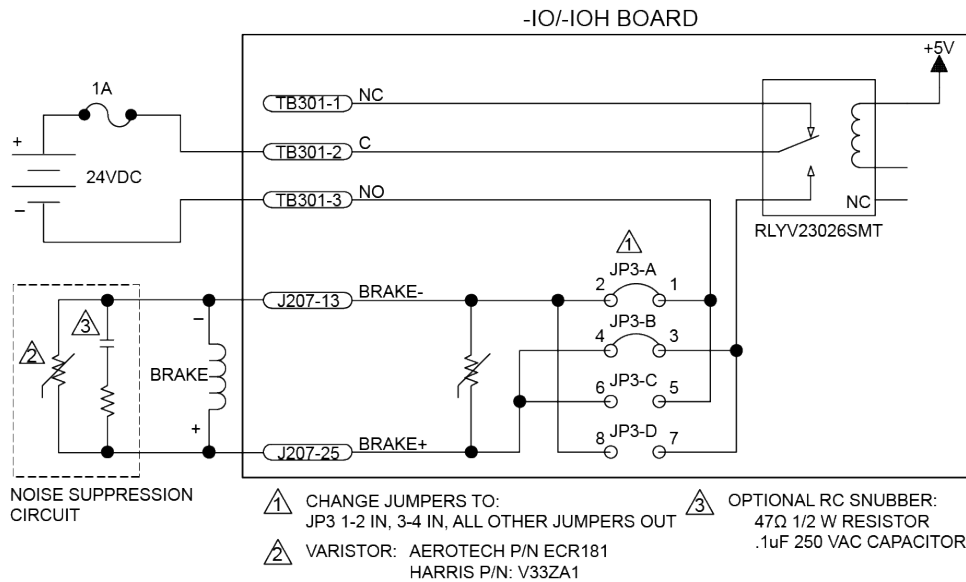 -IO/-IOH BOARD
+5V
1A
TB301-1 NC
+
TB301-2 C
24VDC
TB301-3 NO
−
NC
RLYV23026SMT
1
JP3-A
J207-13 BRAKE-
2 1
3
−
JP3-B
4 3
2
BRAKE
JP3-C
6 5
+
JP3-D
8 7
J207-25 BRAKE+
NOISE SUPPRESSION
CIRCUIT
1 CHANGE JUMPERS TO:
JP3 1-2 IN, 3-4 IN, ALL OTHER JUMPERS OUT
2 VARISTOR: AEROTECH P/N ECR181
HARRIS P/N: V33ZA1
3 OPTIONAL RC SNUBBER:
47Ω 1/2 W RESISTOR
.1uF 250 VAC CAPACITOR